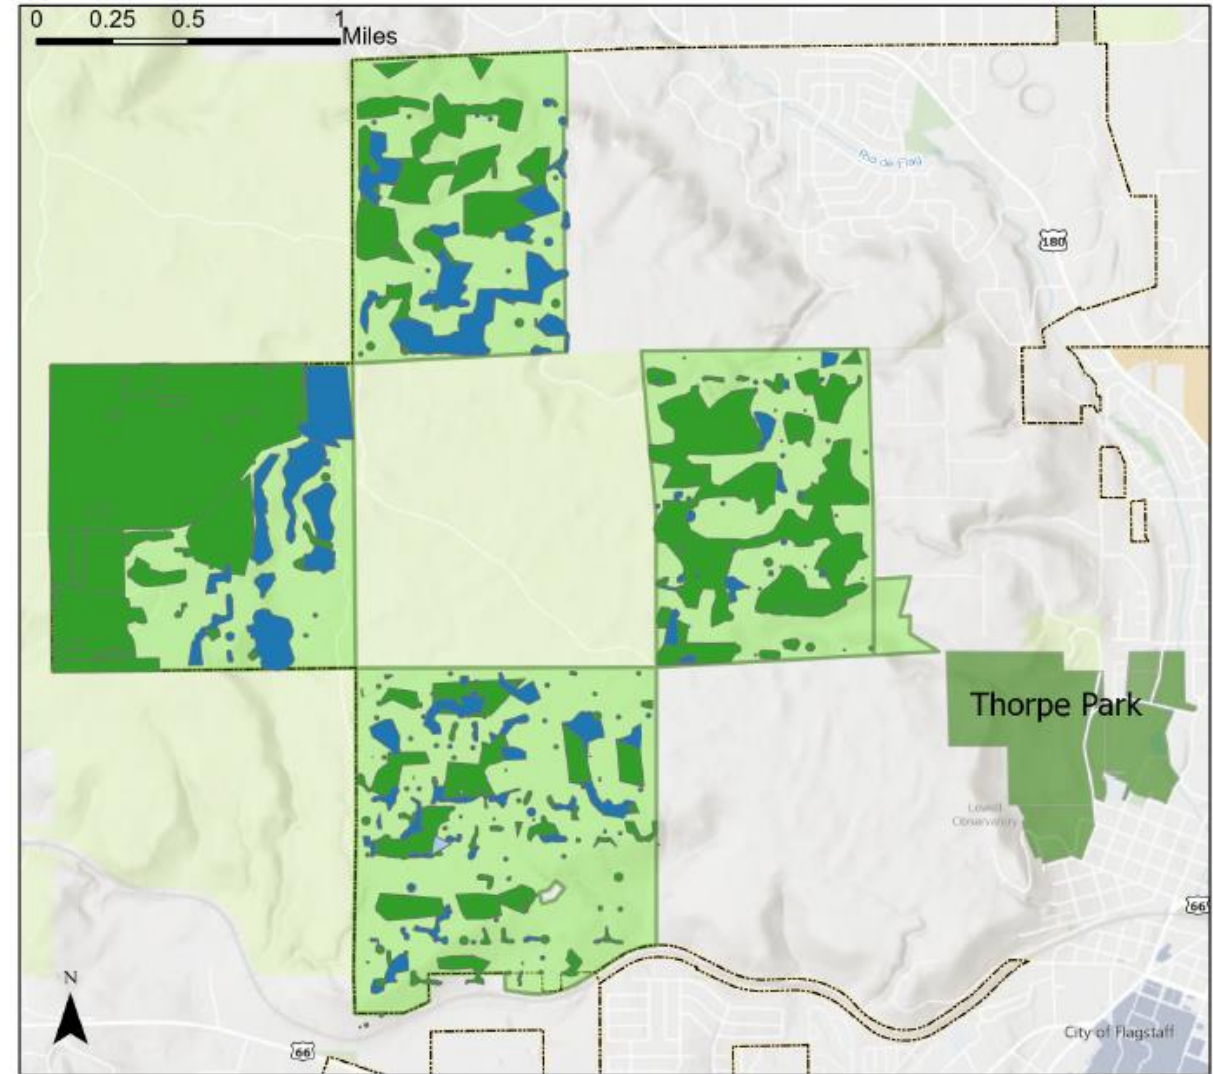 0 0.25 0.5 1
Miles
Rio de Flag
180
Thorpe Park
Lowell
Observatory
66
N
City of Flagstaff
66